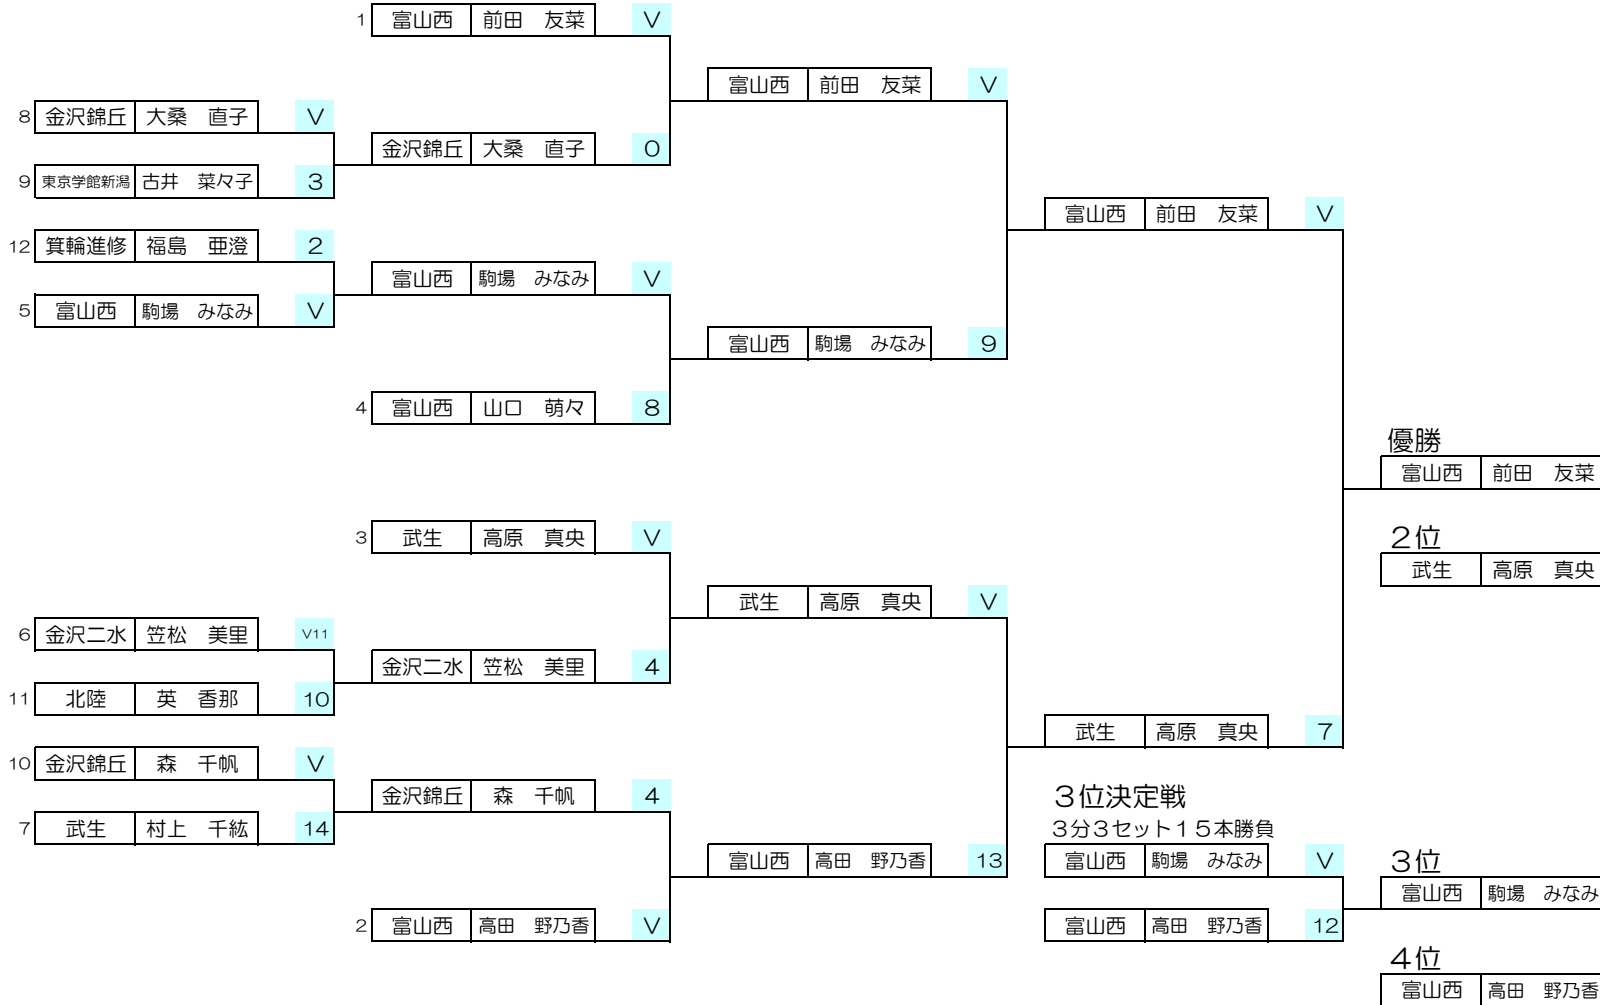 1 富山西 前田 友菜 V
富山西 前田 友菜 V
8 金沢錦丘 大桑 直子 V
金沢錦丘 大桑 直子 0
9 東京学館新潟 古井 菜々子 3
富山西 前田 友菜 V
12 箕輪進修 福島 亜澄 2
富山西 駒場 みなみ V
5 富山西 駒場 みなみ V
富山西 駒場 みなみ 9
4 富山西 山口 萌々 8
優勝
富山西 前田 友菜
3 武生 高原 真央 V
2位
武生 高原 真央
武生 高原 真央 V
6 金沢二水 笠松 美里 V11
金沢二水 笠松 美里 4
11 北陸 英 香那 10
武生 高原 真央 7
10 金沢錦丘 森 千帆 V
金沢錦丘 森 千帆 4
3位決定戦
7 武生 村上 千紘 14
3分3セット15本勝負
富山西 高田 野乃香 13
富山西 駒場 みなみ V
3位
富山西 駒場 みなみ
2 富山西 高田 野乃香 V
富山西 高田 野乃香 12
4位
富山西 高田 野乃香